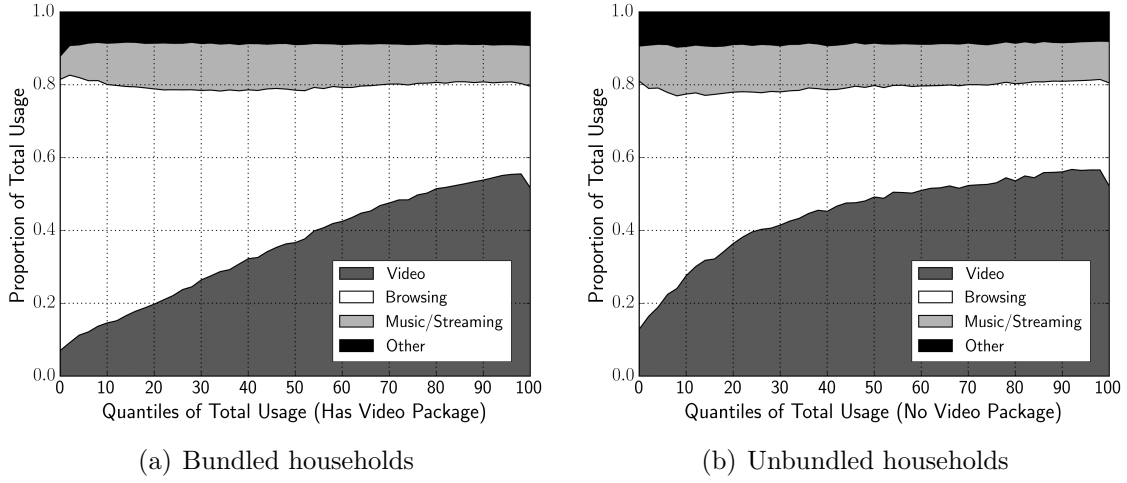 1.0
0.8
0.6
0.4
0.2
0.0
Proportion of Total Usage
Video
Browsing
Music/Streaming
Other
0 10 20 30 40 50 60 70 80 90 100
Quantiles of Total Usage (Has Video Package)
(a) Bundled households
1.0
0.8
0.6
0.4
0.2
0.0
Proportion of Total Usage
Video
Browsing
Music/Streaming
Other
0 10 20 30 40 50 60 70 80 90 100
Quantiles of Total Usage (No Video Package)
(b) Unbundled households